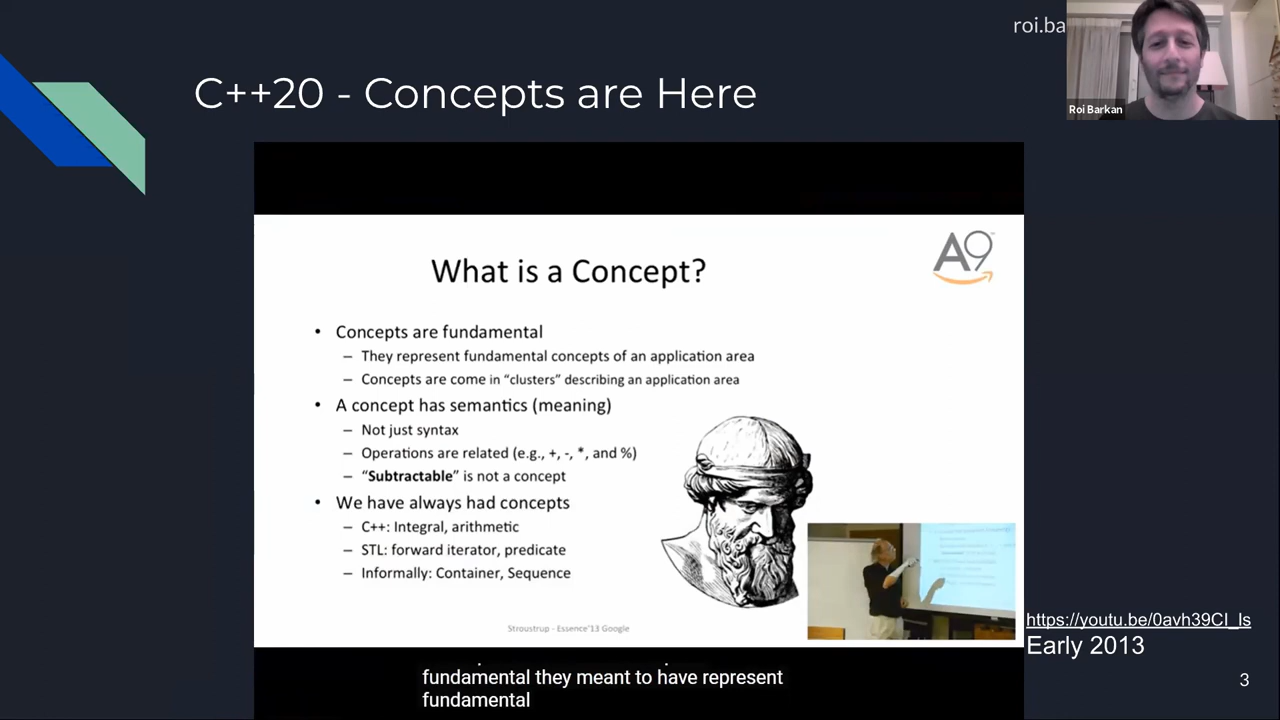 roi.ba
Roi Barkan
C++20 - Concepts are Here
A9
What is a Concept?
• Concepts are fundamental
– They represent fundamental concepts of an application area
– Concepts are come in “clusters” describing an application area
• A concept has semantics (meaning)
– Not just syntax
– Operations are related (e.g., +, -, *, and %)
– “Subtractable” is not a concept
• We have always had concepts
– C++: Integral, arithmetic
– STL: forward iterator, predicate
– Informally: Container, Sequence
Stroustrup - Essence'13 Google
https://youtu.be/0avh39CI_Is
Early 2013
fundamental they meant to have represent
fundamental
3